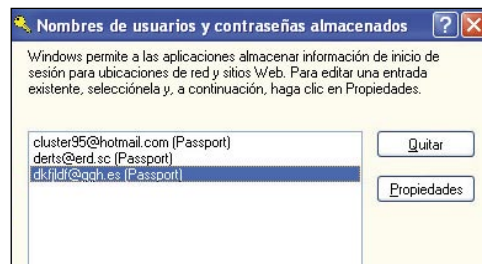 Nombres de usuarios y contraseñas almacenados
Windows permite a las aplicaciones almacenar información de inicio de
sesión para ubicaciones de red y sitios Web. Para editar una entrada
existente, selecciónela y, a continuación, haga clic en Propiedades.
cluster95@hotmail.com (Passport)
derts@erd.sc (Passport)
dkfjldf@ggh.es (Passport)
Quitar
Propiedades